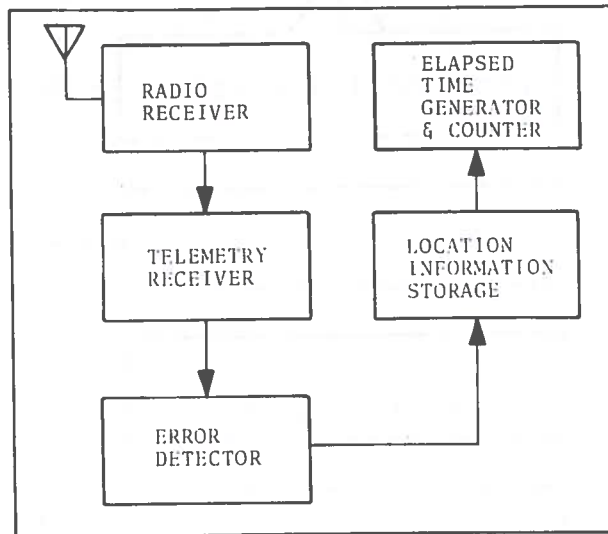 RADIO
RECEIVER
TELEMETRY
RECEIVER
ERROR
DETECTOR
LOCATION
INFORMATION
STORAGE
ELAPSED
TIME
GENERATOR
& COUNTER